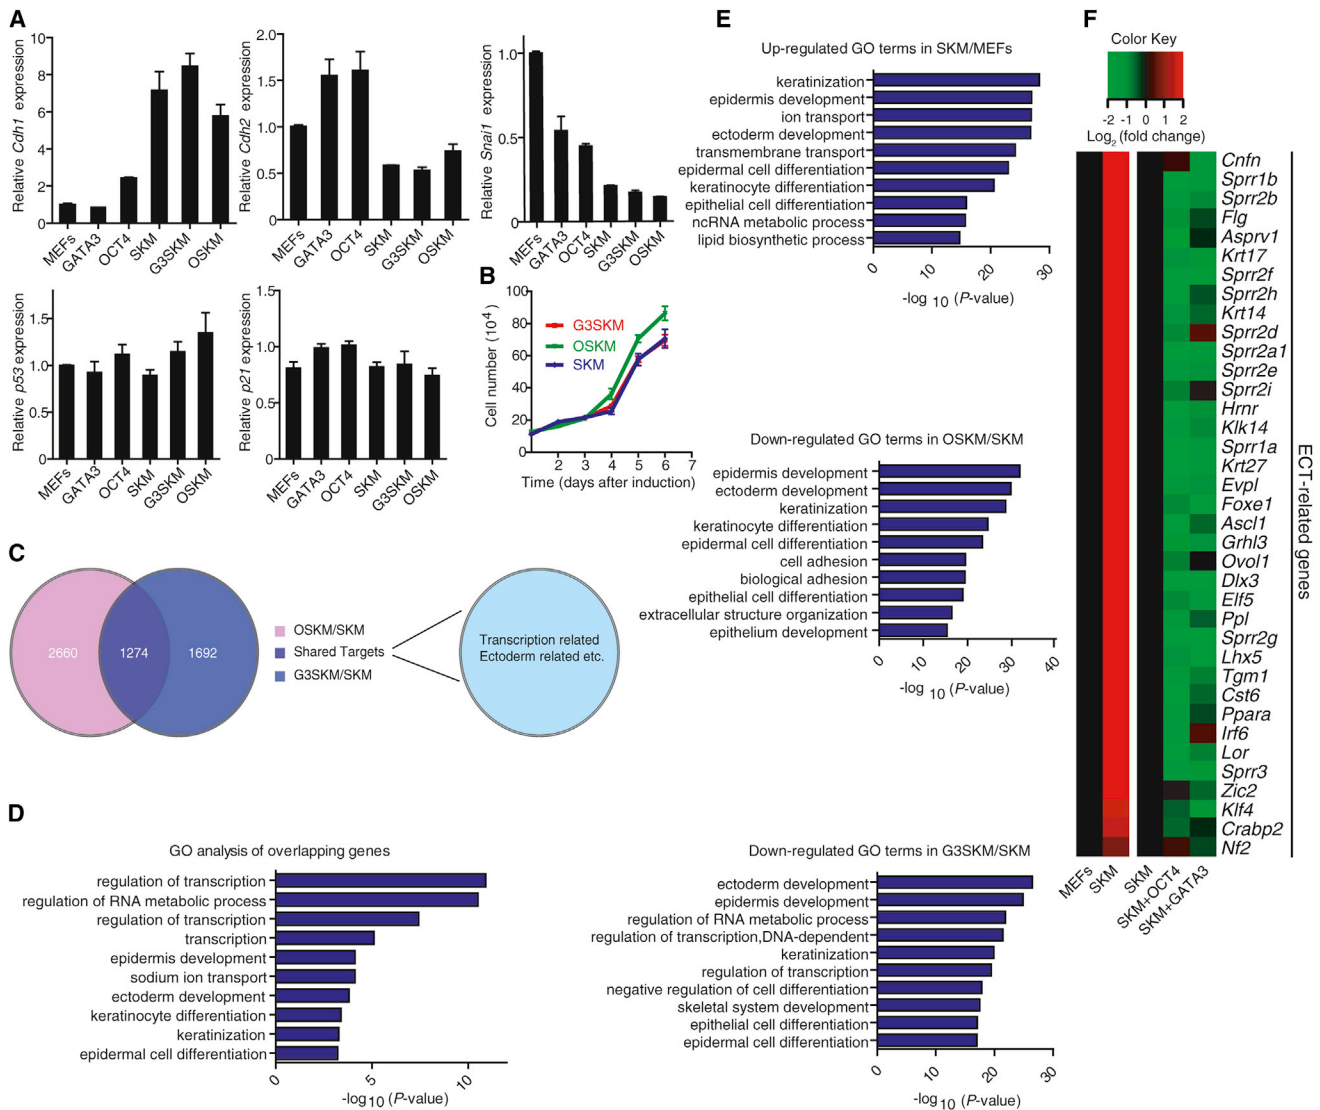 A
Relative Cdh1 expression
10
8
6
4
2
0
MEFs
GATA3
OCT4
SKM
G3SKM
OSKM
Relative Cdh2 expression
2.0
1.5
1.0
0.5
0
MEFs
GATA3
OCT4
SKM
G3SKM
OSKM
Relative Snai1 expression
1.0
0.5
0
MEFs
GATA3
OCT4
SKM
G3SKM
OSKM
Relative p53 expression
1.5
1.0
0.5
0
MEFs
GATA3
OCT4
SKM
G3SKM
OSKM
Relative p21 expression
1.5
1.0
0.5
0
MEFs
GATA3
OCT4
SKM
G3SKM
OSKM
B
Cell number (10⁴)
100
80
60
40
20
0
G3SKM
OSKM
SKM
2 3 4 5 6 7
Time (days after induction)
C
2660
1274
1692
OSKM/SKM
Shared Targets
G3SKM/SKM
Transcription related
Ectoderm related etc.
D
GO analysis of overlapping genes
regulation of transcription
regulation of RNA metabolic process
regulation of transcription
transcription
epidermis development
sodium ion transport
ectoderm development
keratinocyte differentiation
keratinization
epidermal cell differentiation
0 5 10
-log10 (P-value)
E
Up-regulated GO terms in SKM/MEFs
keratinization
epidermis development
ion transport
ectoderm development
transmembrane transport
epidermal cell differentiation
keratinocyte differentiation
epithelial cell differentiation
ncRNA metabolic process
lipid biosynthetic process
0 10 20 30
-log 10 (P-value)
Down-regulated GO terms in OSKM/SKM
epidermis development
ectoderm development
keratinization
keratinocyte differentiation
epidermal cell differentiation
cell adhesion
biological adhesion
epithelial cell differentiation
extracellular structure organization
epithelium development
0 10 20 30 40
-log 10 (P-value)
Down-regulated GO terms in G3SKM/SKM
ectoderm development
epidermis development
regulation of RNA metabolic process
regulation of transcription,DNA-dependent
keratinization
regulation of transcription
negative regulation of cell differentiation
skeletal system development
epithelial cell differentiation
epidermal cell differentiation
0 10 20 30
-log 10 (P-value)
F
Color Key
-2 -1 0 1 2
Log2 (fold change)
Cnfn
Sprr1b
Sprr2b
Flg
Asprv1
Krt17
Sprr2f
Sprr2h
Krt14
Sprr2d
Sprr2a1
Sprr2e
Sprr2i
Hrnr
Klk14
Sprr1a
Krt27
Evpl
Foxe1
Ascl1
Grhl3
Ovol1
Dlx3
Elf5
Ppl
Sprr2g
Lhx5
Tgm1
Cst6
Ppara
Irf6
Lor
Sprr3
Zic2
Klf4
Crabp2
Nf2
ECT-related genes
MEFs
SKM
SKM
SKM+OCT4
SKM+GATA3